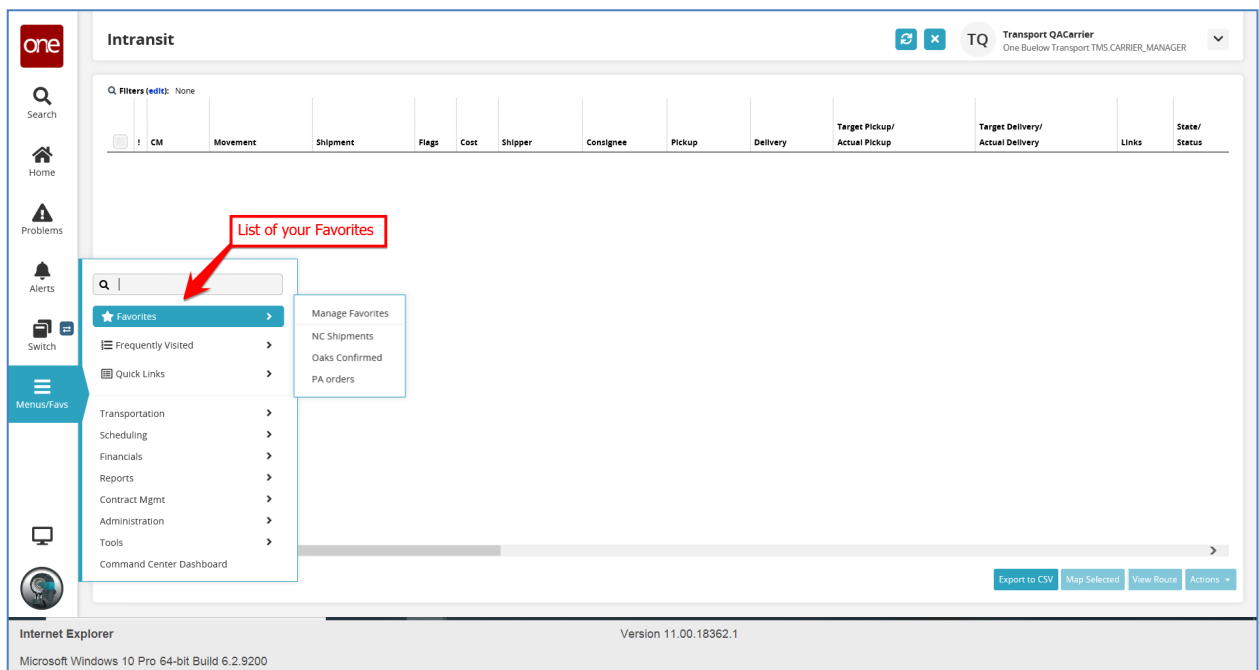 one
Intransit
TQ
Transport QACarrier
One Buelow Transport TMS.CARRIER_MANAGER
Search
Home
Problems
Alerts
Switch
Menus/Favs
Filters (edit): None
! CM Movement Shipment Flags Cost Shipper Consignee Pickup Delivery Target Pickup/ Actual Pickup Target Delivery/ Actual Delivery Links State/ Status
List of your Favorites
Favorites
Frequently Visited
Quick Links
Transportation
Scheduling
Financials
Reports
Contract Mgmt
Administration
Tools
Command Center Dashboard
Manage Favorites
NC Shipments
Oaks Confirmed
PA orders
Export to CSV Map Selected View Route Actions
Internet Explorer Version 11.00.18362.1
Microsoft Windows 10 Pro 64-bit Build 6.2.9200